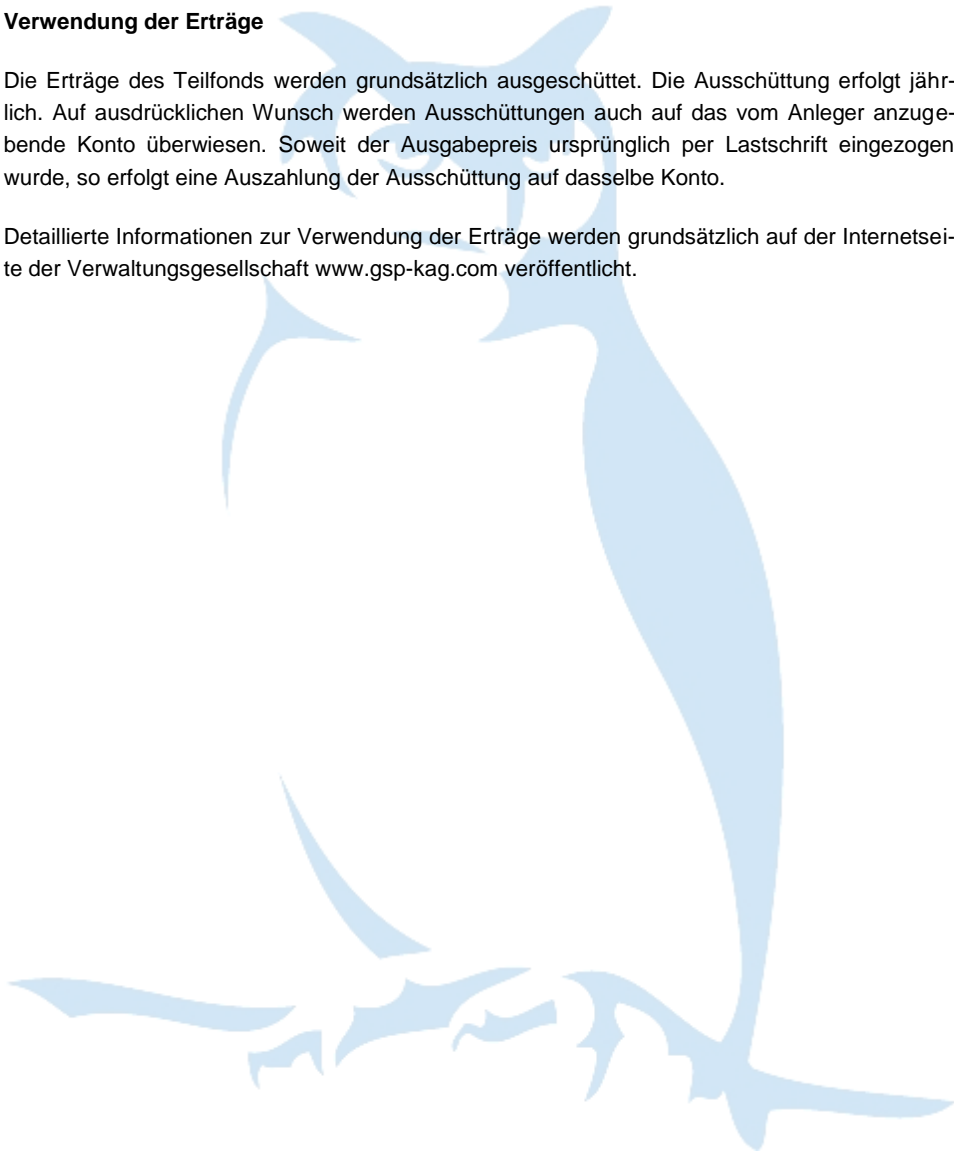 Verwendung der Erträge
Die Erträge des Teilfonds werden grundsätzlich ausgeschüttet. Die Ausschüttung erfolgt jähr-
lich. Auf ausdrücklichen Wunsch werden Ausschüttungen auch auf das vom Anleger anzuge-
bende Konto überwiesen. Soweit der Ausgabepreis ursprünglich per Lastschrift eingezogen
wurde, so erfolgt eine Auszahlung der Ausschüttung auf dasselbe Konto.
Detaillierte Informationen zur Verwendung der Erträge werden grundsätzlich auf der Internetsei-
te der Verwaltungsgesellschaft www.gsp-kag.com veröffentlicht.